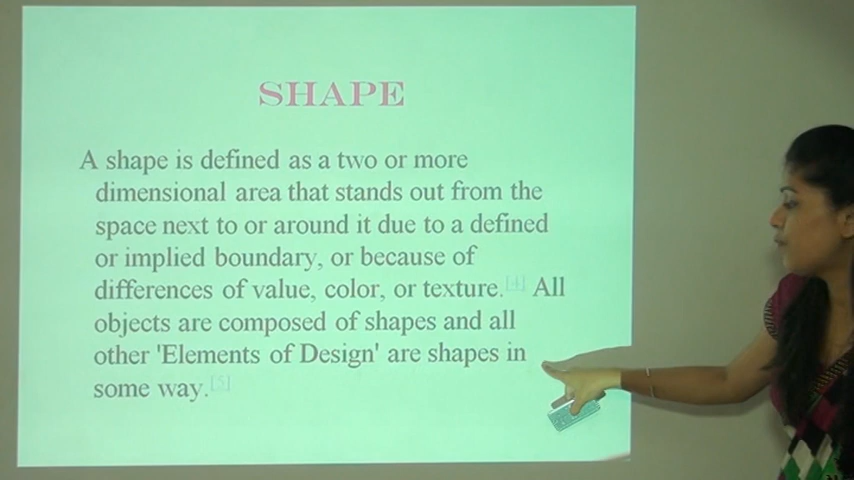 SHAPE
A shape is defined as a two or more
dimensional area that stands out from the
space next to or around it due to a defined
or implied boundary, or because of
differences of value, color, or texture.[4] All
objects are composed of shapes and all
other 'Elements of Design' are shapes in
some way.[5]